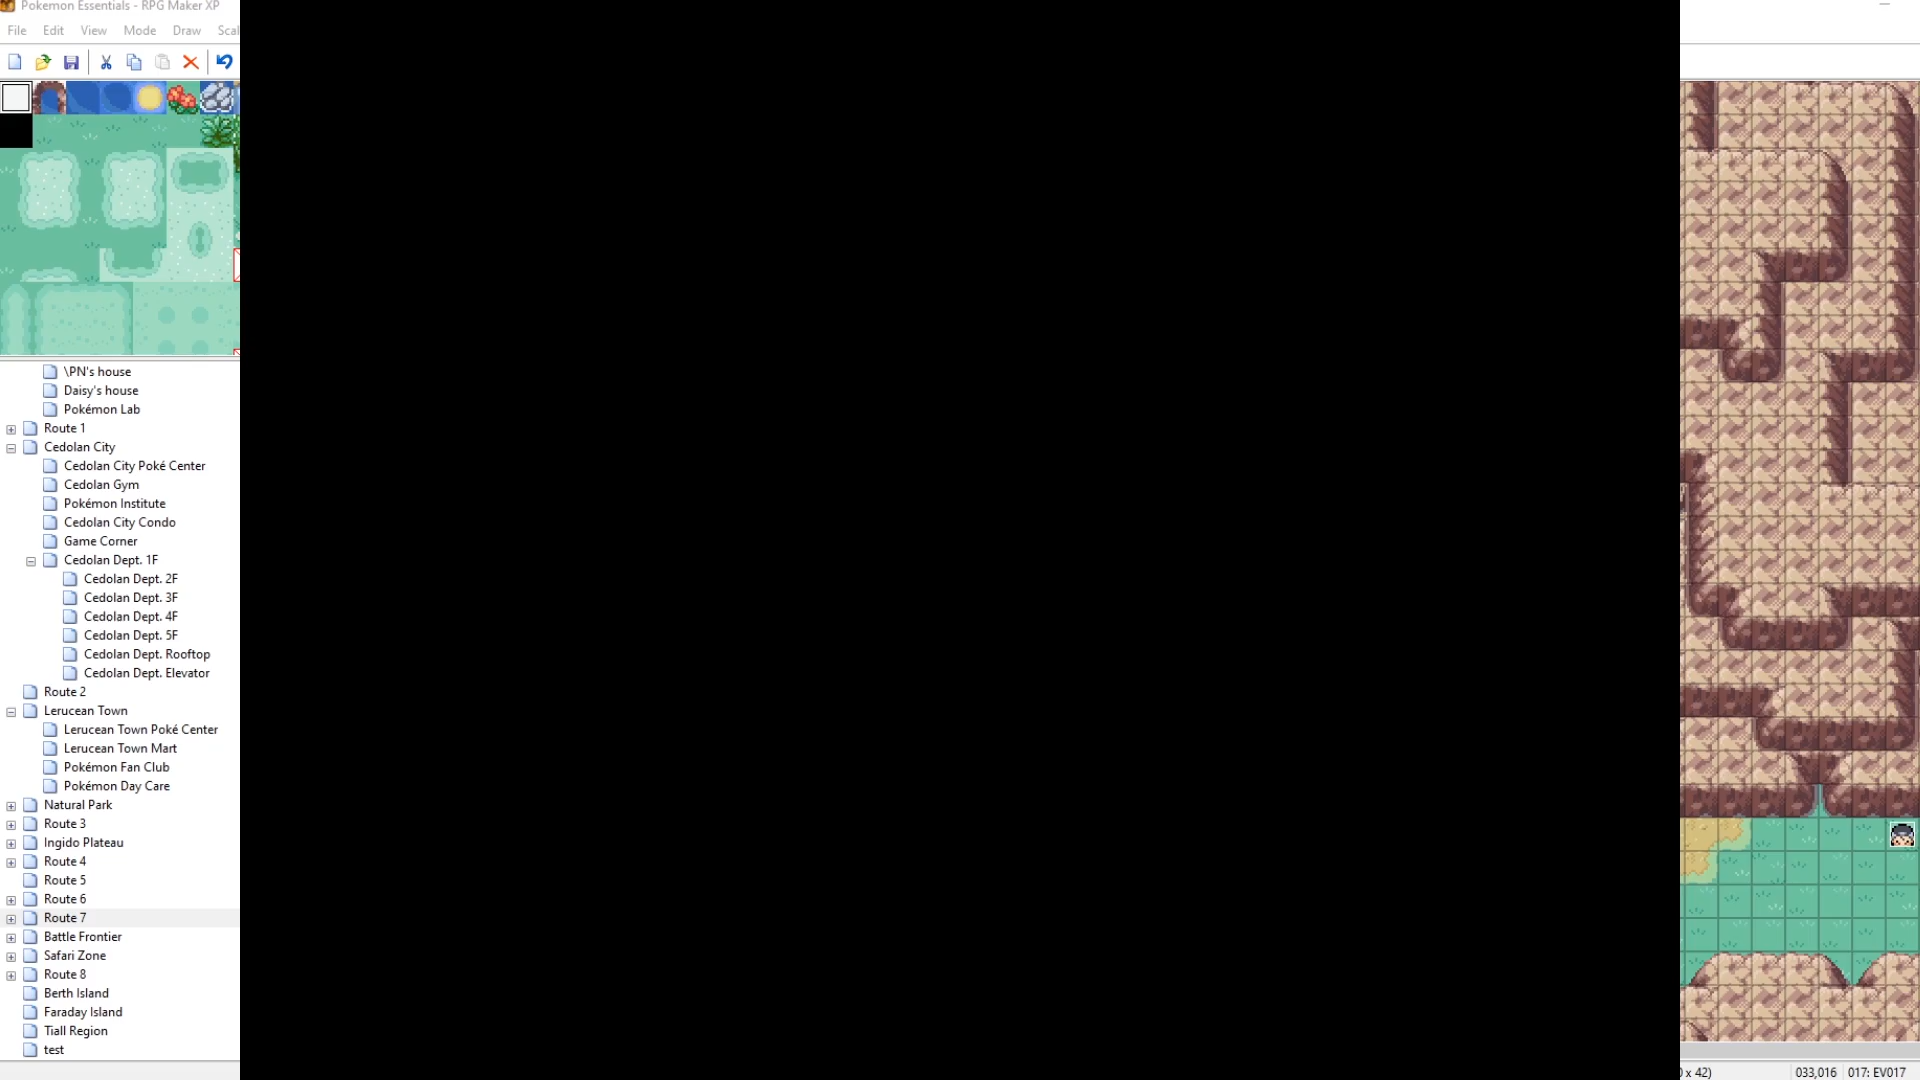 Pokemon Essentials - RPG Maker XP
File Edit View Mode Draw Scal
\PN's house
Daisy's house
Pokémon Lab
Route 1
Cedolan City
Cedolan City Poké Center
Cedolan Gym
Pokémon Institute
Cedolan City Condo
Game Corner
Cedolan Dept. 1F
Cedolan Dept. 2F
Cedolan Dept. 3F
Cedolan Dept. 4F
Cedolan Dept. 5F
Cedolan Dept. Rooftop
Cedolan Dept. Elevator
Route 2
Lerucean Town
Lerucean Town Poké Center
Lerucean Town Mart
Pokémon Fan Club
Pokémon Day Care
Natural Park
Route 3
Ingido Plateau
Route 4
Route 5
Route 6
Route 7
Battle Frontier
Safari Zone
Route 8
Berth Island
Faraday Island
Tiall Region
test
x 42) 033,016 017: EV017